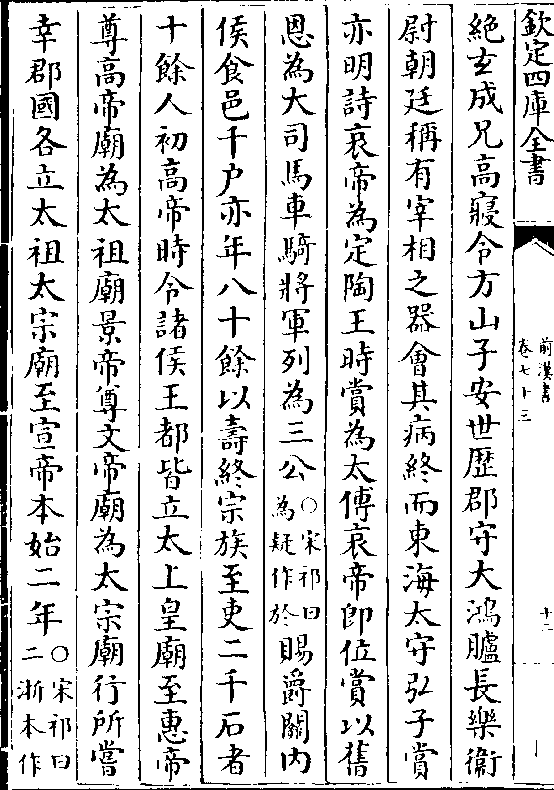 欽定四庫全書
前漢書
卷七十三
十二
絶玄成兄高寢令方山子安世歴郡守大鴻臚長樂衞
尉朝廷稱有宰相之器會其病終而東海太守弘子賞
亦明詩哀帝為定陶王時賞為太傅哀帝即位賞以舊
恩為大司馬車騎將軍列為三公○宋祁曰為疑作於賜爵關内
侯食邑千户亦年八十餘以壽終宗族至吏二千石者
十餘人初高帝時令諸侯王都皆立太上皇廟至惠帝
尊高帝廟為太祖廟景帝尊文帝廟為太宗廟行所嘗
幸郡國各立太祖太宗廟至宣帝本始二年○宋祁曰二浙本作